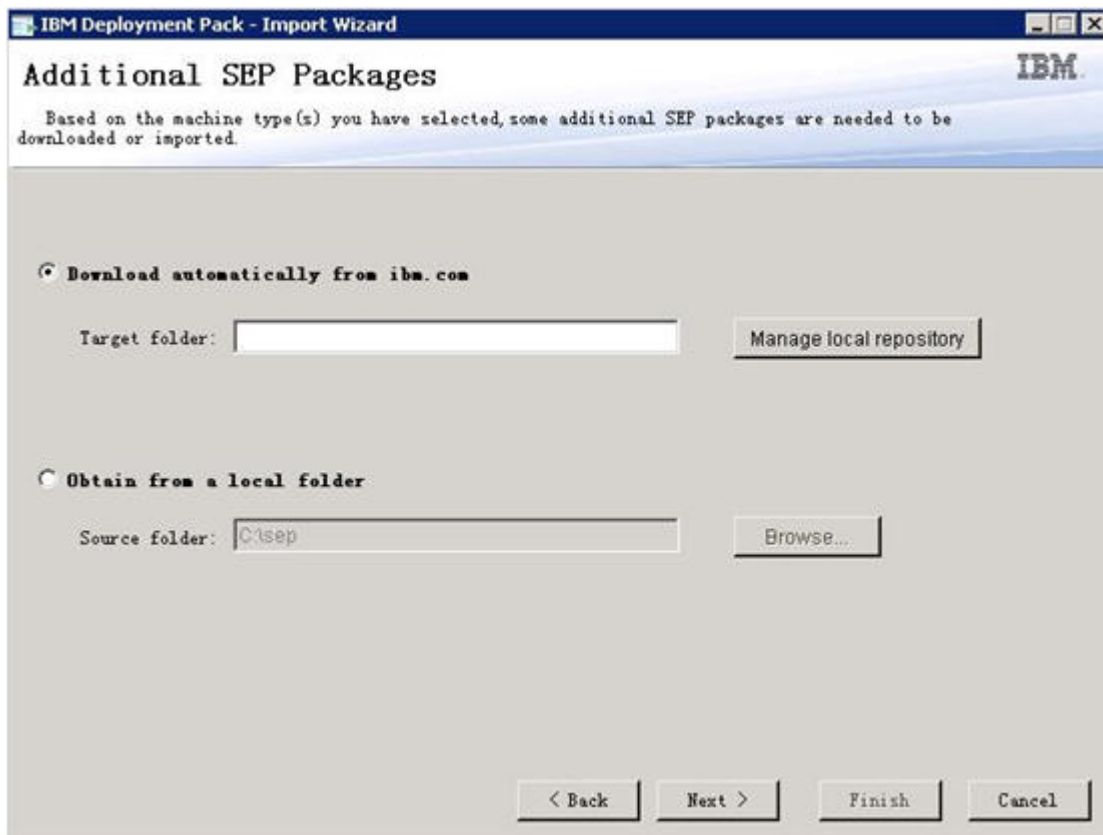 IBM Deployment Pack - Import Wizard
Additional SEP Packages
IBM.
Based on the machine type(s) you have selected,some additional SEP packages are needed to be
downloaded or imported.
Download automatically from ibm.com
Target folder:
Manage local repository
Obtain from a local folder
Source folder: C:\sep
Browse...
< Back Next > Finish Cancel